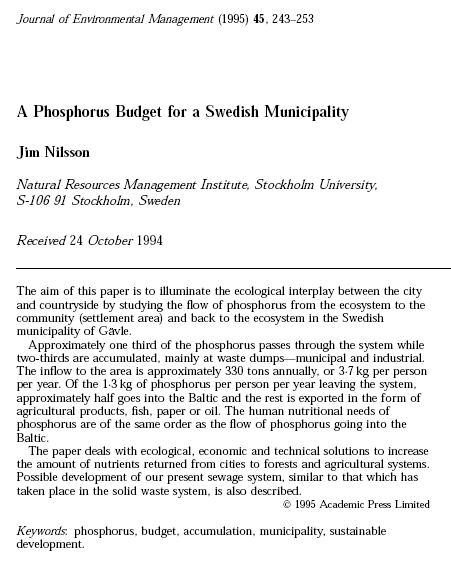 Journal of Environmental Management (1995) 45, 243–253
A Phosphorus Budget for a Swedish Municipality
Jim Nilsson
Natural Resources Management Institute, Stockholm University,
S-106 91 Stockholm, Sweden
Received 24 October 1994
The aim of this paper is to illuminate the ecological interplay between the city
and countryside by studying the flow of phosphorus from the ecosystem to the
community (settlement area) and back to the ecosystem in the Swedish
municipality of Gävle.
Approximately one third of the phosphorus passes through the system while
two-thirds are accumulated, mainly at waste dumps—municipal and industrial.
The inflow to the area is approximately 330 tons annually, or 3·7 kg per person
per year. Of the 1·3 kg of phosphorus per person per year leaving the system,
approximately half goes into the Baltic and the rest is exported in the form of
agricultural products, fish, paper or oil. The human nutritional needs of
phosphorus are of the same order as the flow of phosphorus going into the
Baltic.
The paper deals with ecological, economic and technical solutions to increase
the amount of nutrients returned from cities to forests and agricultural systems.
Possible development of our present sewage system, similar to that which has
taken place in the solid waste system, is also described.
© 1995 Academic Press Limited
Keywords: phosphorus, budget, accumulation, municipality, sustainable
development.